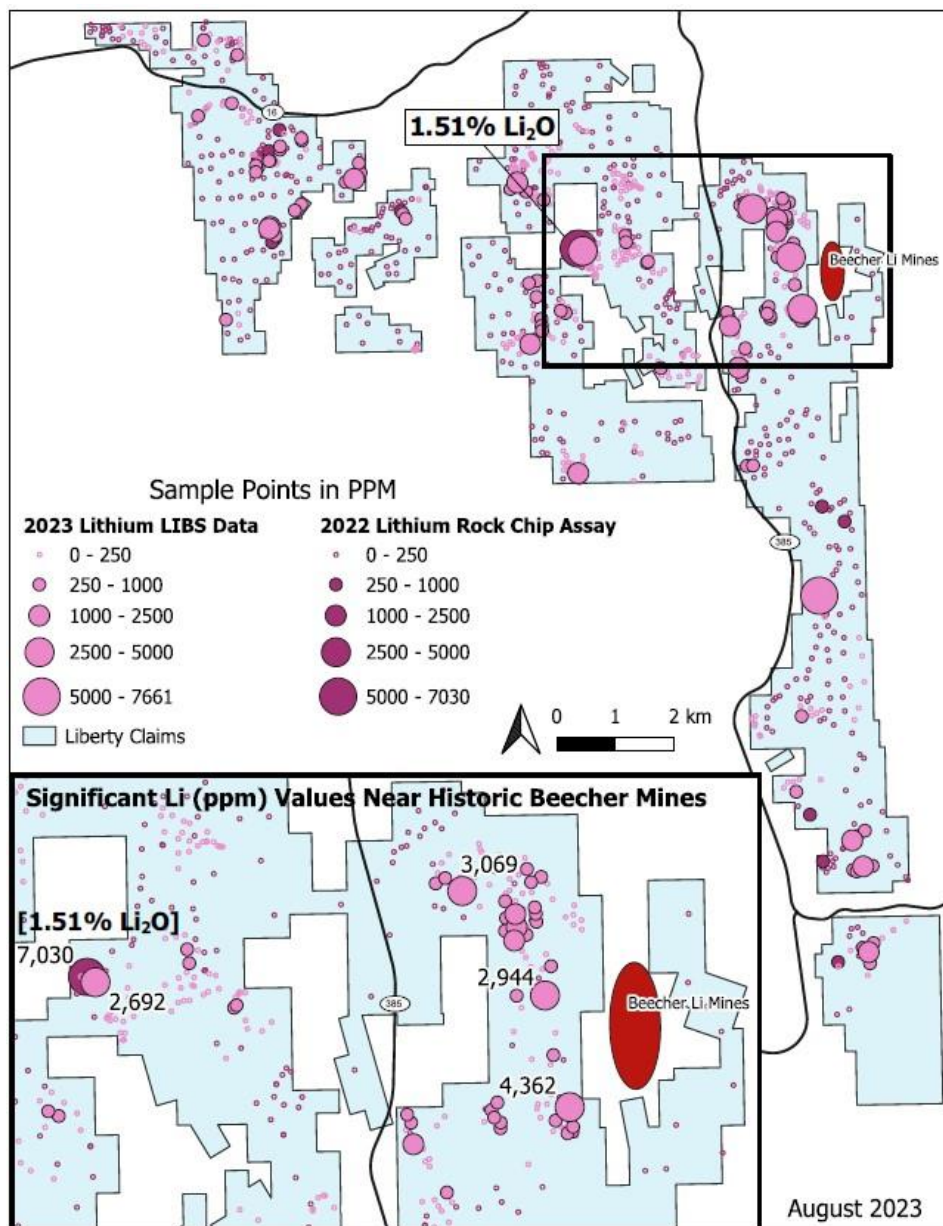 16
1.51% Li₂O
Beecher Li Mines
Sample Points in PPM
2023 Lithium LIBS Data
0 - 250
250 - 1000
1000 - 2500
2500 - 5000
5000 - 7661
Liberty Claims
2022 Lithium Rock Chip Assay
0 - 250
250 - 1000
1000 - 2500
2500 - 5000
5000 - 7030
385
0 1 2 km
Significant Li (ppm) Values Near Historic Beecher Mines
3,069
[1.51% Li₂O]
7,030
2,692
2,944
385
Beecher Li Mines
4,362
August 2023